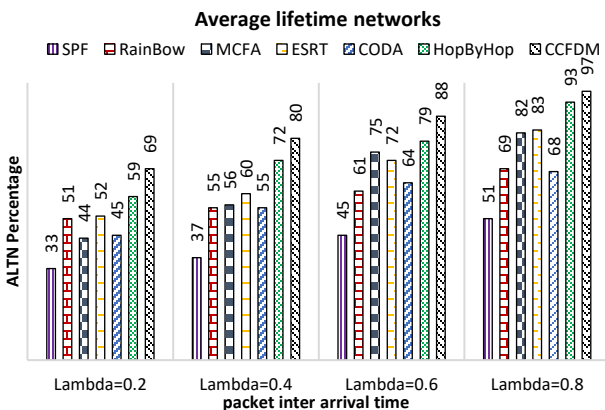 Average lifetime networks
SPF RainBow MCFA ESRT CODA HopByHop CCFDM
ALTN Percentage
33 51 44 52 45 59 69
37 55 56 60 55 72 80
45 61 75 72 64 79 88
51 69 82 83 68 93 97
Lambda=0.2 Lambda=0.4 Lambda=0.6 Lambda=0.8
packet inter arrival time